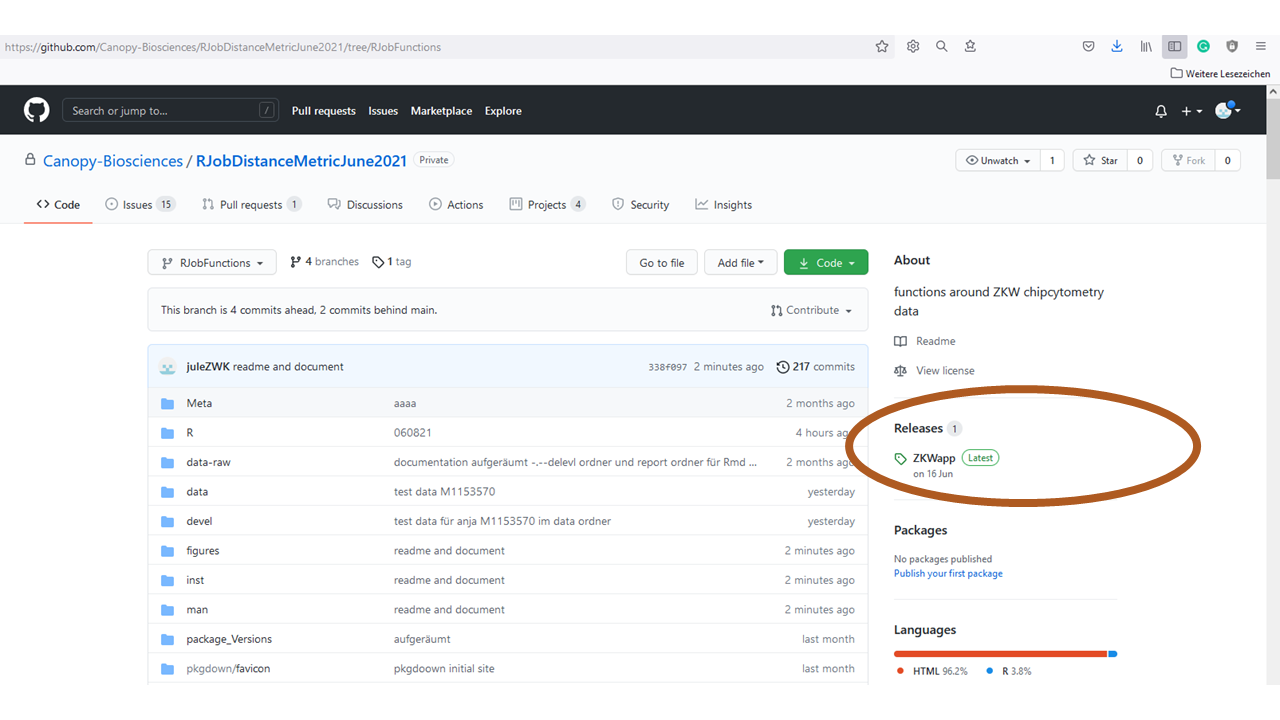 https://github.com/Canopy-Biosciences/RJobDistanceMetricJune2021/tree/RJobFunctions
Weitere Lesezeichen
Search or jump to... / Pull requests Issues Marketplace Explore
Canopy-Biosciences / RJobDistanceMetricJune2021 Private
Unwatch 1 Star 0 Fork 0
Code Issues 15 Pull requests 1 Discussions Actions Projects 4 Security Insights
RJobFunctions 4 branches 1 tag Go to file Add file Code
This branch is 4 commits ahead, 2 commits behind main. Contribute
juleZWK readme and document 338f097 2 minutes ago 217 commits
Meta aaaa 2 months ago
R 060821 4 hours ago
data-raw documentation aufgeräumt -.--delevl ordner und report ordner für Rmd ... 2 months ago
data test data M1153570 yesterday
devel test data für anja M1153570 im data ordner yesterday
figures readme and document 2 minutes ago
inst readme and document 2 minutes ago
man readme and document 2 minutes ago
package_Versions aufgeräumt last month
pkgdown/favicon pkgdoown initial site last month
About
functions around ZKW chipcytometry
data
Readme
View license
Releases 1
ZKWapp Latest
on 16 Jun
Packages
No packages published
Publish your first package
Languages
HTML 96.2% R 3.8%